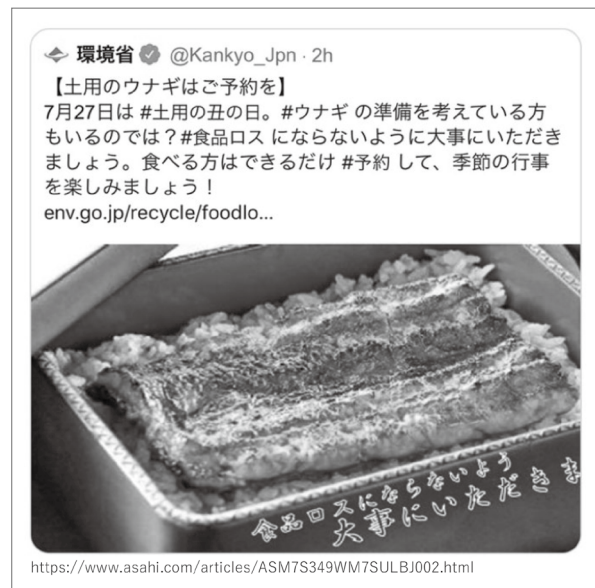 環境省 @Kankyo_Jpn · 2h
【土用のウナギはご予約を】
7月27日は #土用の丑の日。#ウナギ の準備を考えている方
もいるのでは？#食品ロス にならないように大事にいただき
ましょう。食べる方はできるだけ #予約 して、季節の行事
を楽しみましょう！
env.go.jp/recycle/foodlo...
食品ロスにならないよう
大事にいただきま
https://www.asahi.com/articles/ASM7S349WM7SULBJ002.html